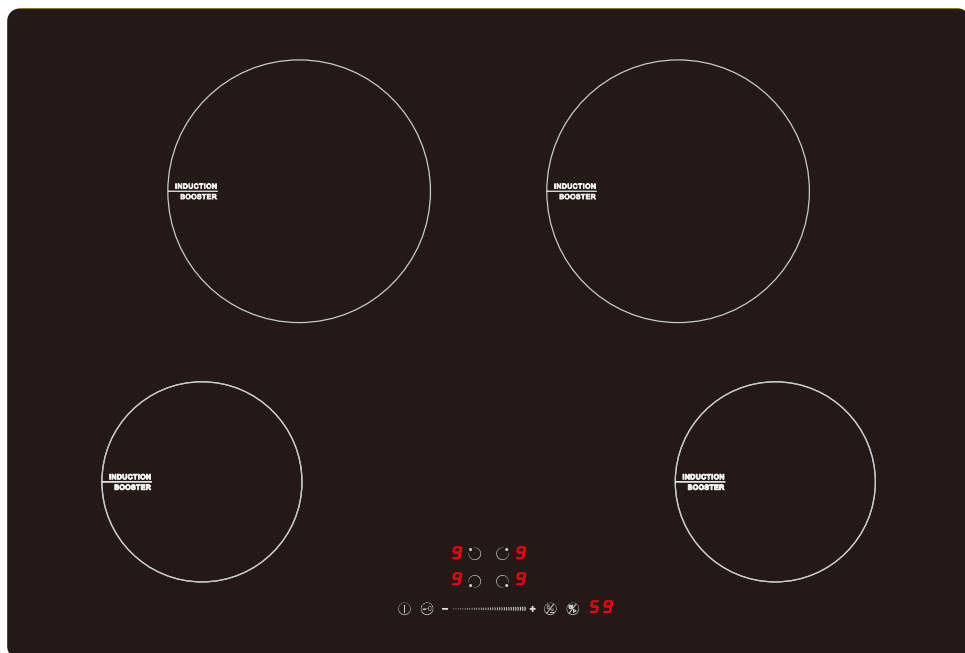 INDUCTION
BOOSTER
INDUCTION
BOOSTER
INDUCTION
BOOSTER
INDUCTION
BOOSTER
9 9
9 9
− + 59